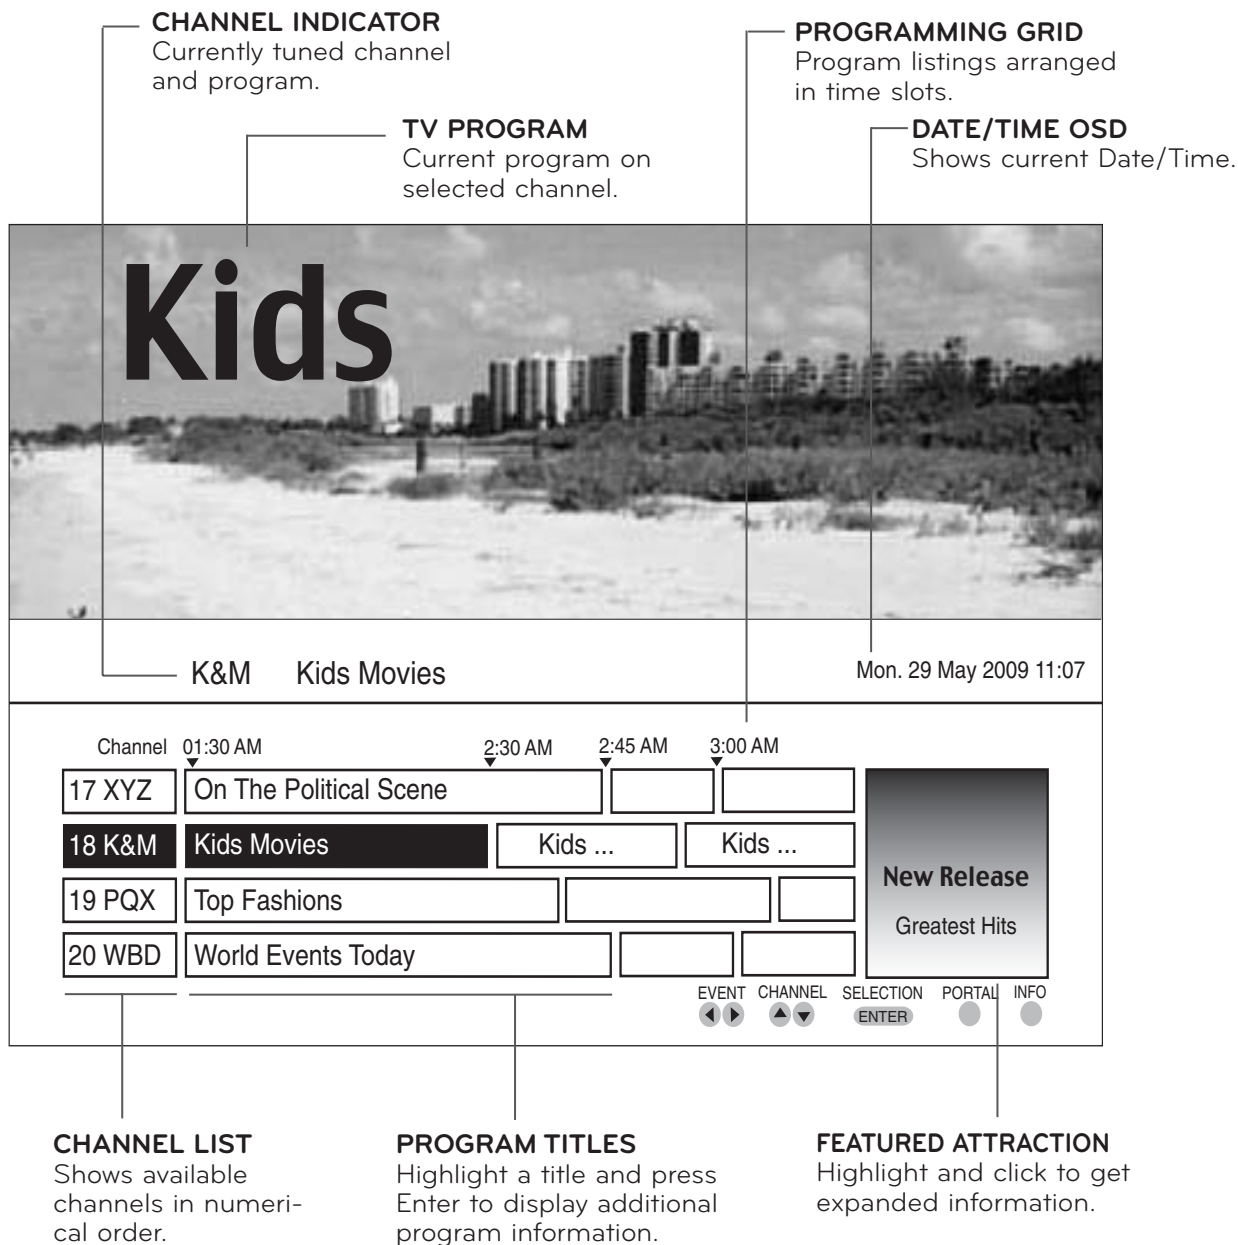 CHANNEL INDICATOR
Currently tuned channel
and program.
PROGRAMMING GRID
Program listings arranged
in time slots.
TV PROGRAM
Current program on
selected channel.
DATE/TIME OSD
Shows current Date/Time.
Kids
K&M Kids Movies
Mon. 29 May 2009 11:07
Channel 01:30 AM 2:30 AM 2:45 AM 3:00 AM
17 XYZ On The Political Scene
18 K&M Kids Movies Kids ... Kids ...
19 PQX Top Fashions
20 WBD World Events Today
New Release
Greatest Hits
EVENT CHANNEL SELECTION PORTAL INFO
ENTER
CHANNEL LIST
Shows available
channels in numeri-
cal order.
PROGRAM TITLES
Highlight a title and press
Enter to display additional
program information.
FEATURED ATTRACTION
Highlight and click to get
expanded information.